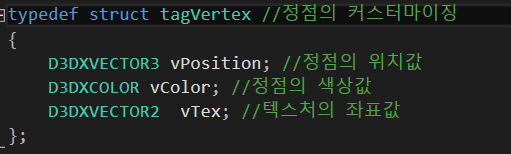 typedef struct tagVertex //정점의 커스터마이징
{
D3DXVECTOR3 vPosition; //정점의 위치값
D3DXCOLOR vColor; //정점의 색상값
D3DXVECTOR2  vTex; //텍스처의 좌표값
};